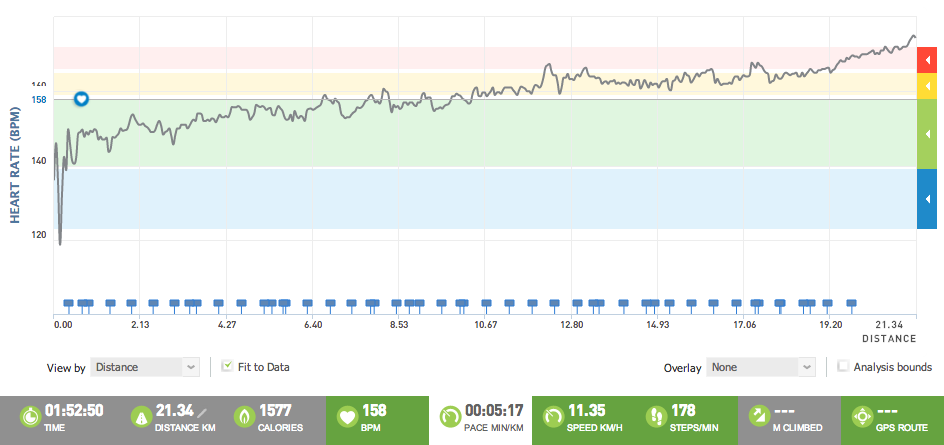 HEART RATE (BPM)
158
140
120
0.00 2.13 4.27 6.40 8.53 10.67 12.80 14.93 17.06 19.20 21.34
DISTANCE
View by Distance Fit to Data Overlay None Analysis bounds
01:52:50 21.34 1577 158 00:05:17 11.35 178 --- ---
TIME DISTANCE KM CALORIES BPM PACE MIN/KM SPEED KM/H STEPS/MIN M CLIMBED GPS ROUTE